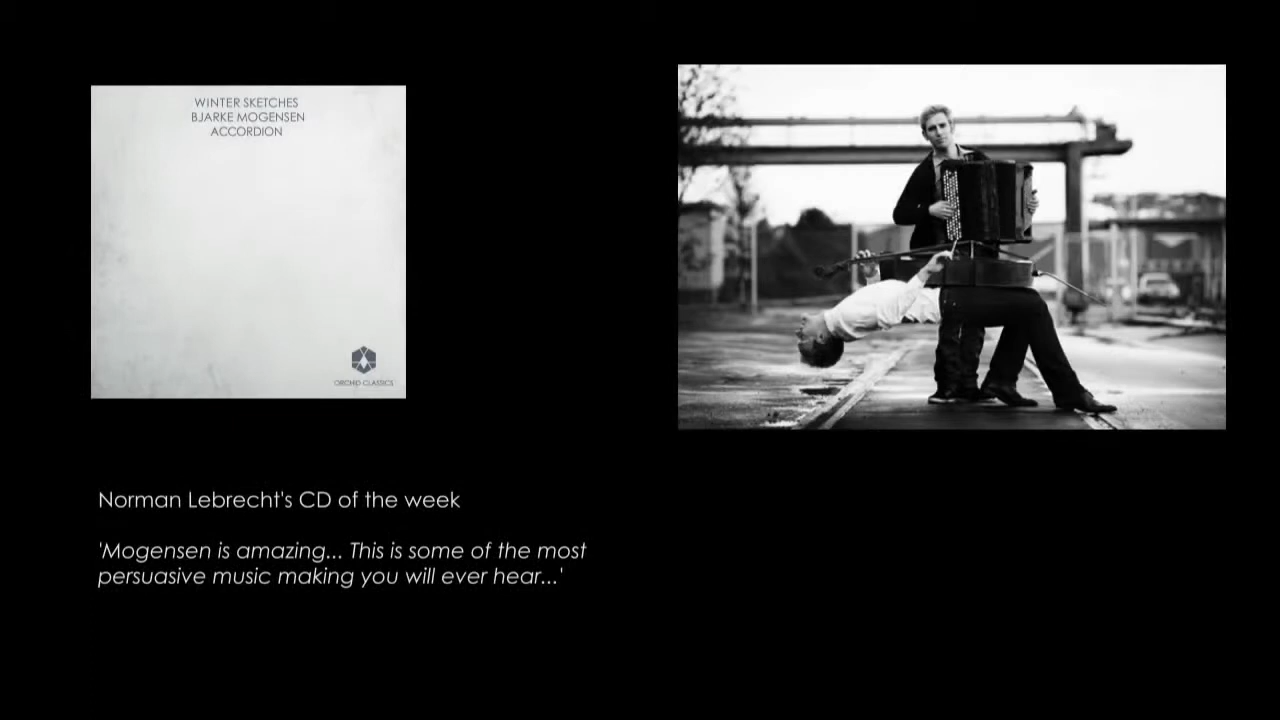 WINTER SKETCHES
BJARKE MOGENSEN
ACCORDION
ORCHID CLASSICS
Norman Lebrecht's CD of the week
'Mogensen is amazing... This is some of the most
persuasive music making you will ever hear...'